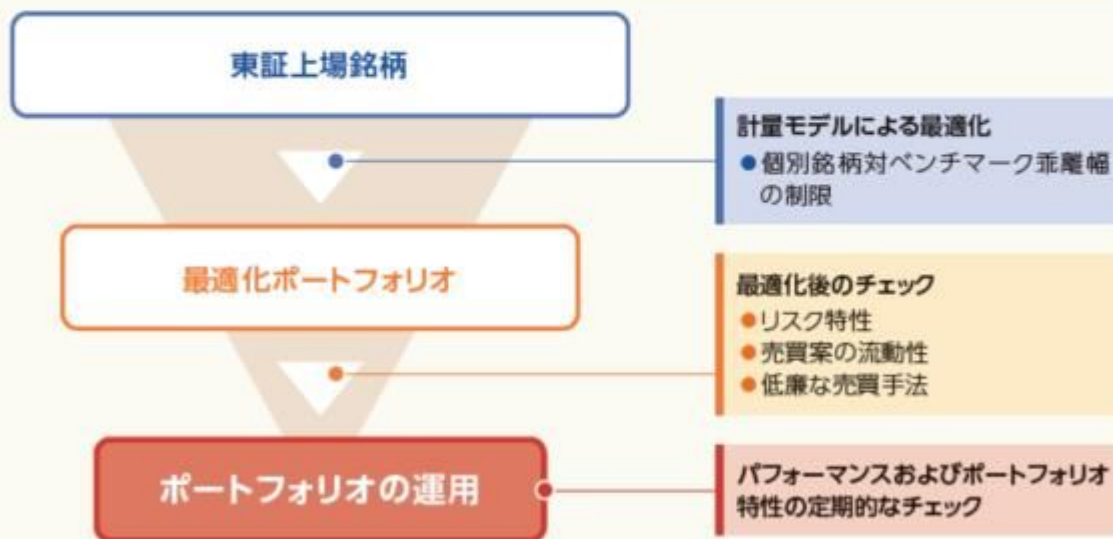 東証上場銘柄
計量モデルによる最適化
●個別銘柄対ベンチマーク乖離幅
の制限
最適化ポートフォリオ
最適化後のチェック
●リスク特性
●売買案の流動性
●低廉な売買手法
ポートフォリオの運用
パフォーマンスおよびポートフォリオ
特性の定期的なチェック